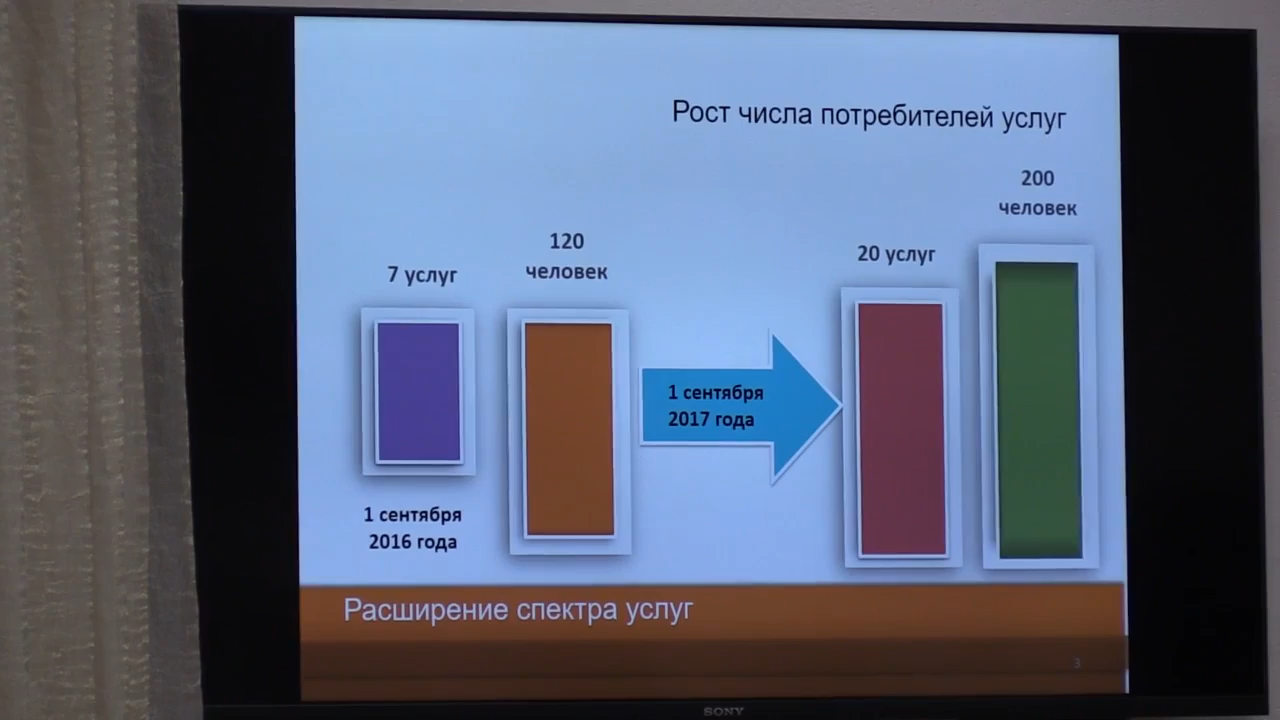 Рост числа потребителей услуг
7 услуг
120
человек
20 услуг
200
человек
1 сентября
2017 года
1 сентября
2016 года
Расширение спектра услуг
3
SONY